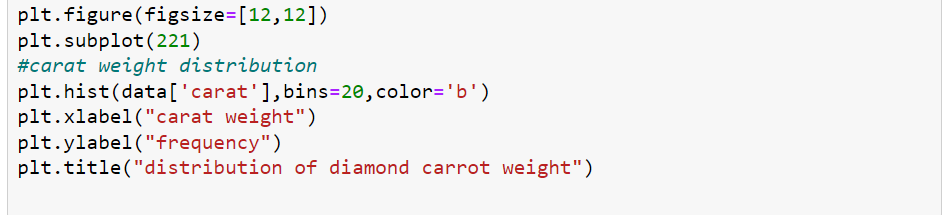 plt.figure(figsize=[12,12])
plt.subplot(221)
#carat weight distribution
plt.hist(data['carat'],bins=20,color='b')
plt.xlabel("carat weight")
plt.ylabel("frequency")
plt.title("distribution of diamond carrot weight")